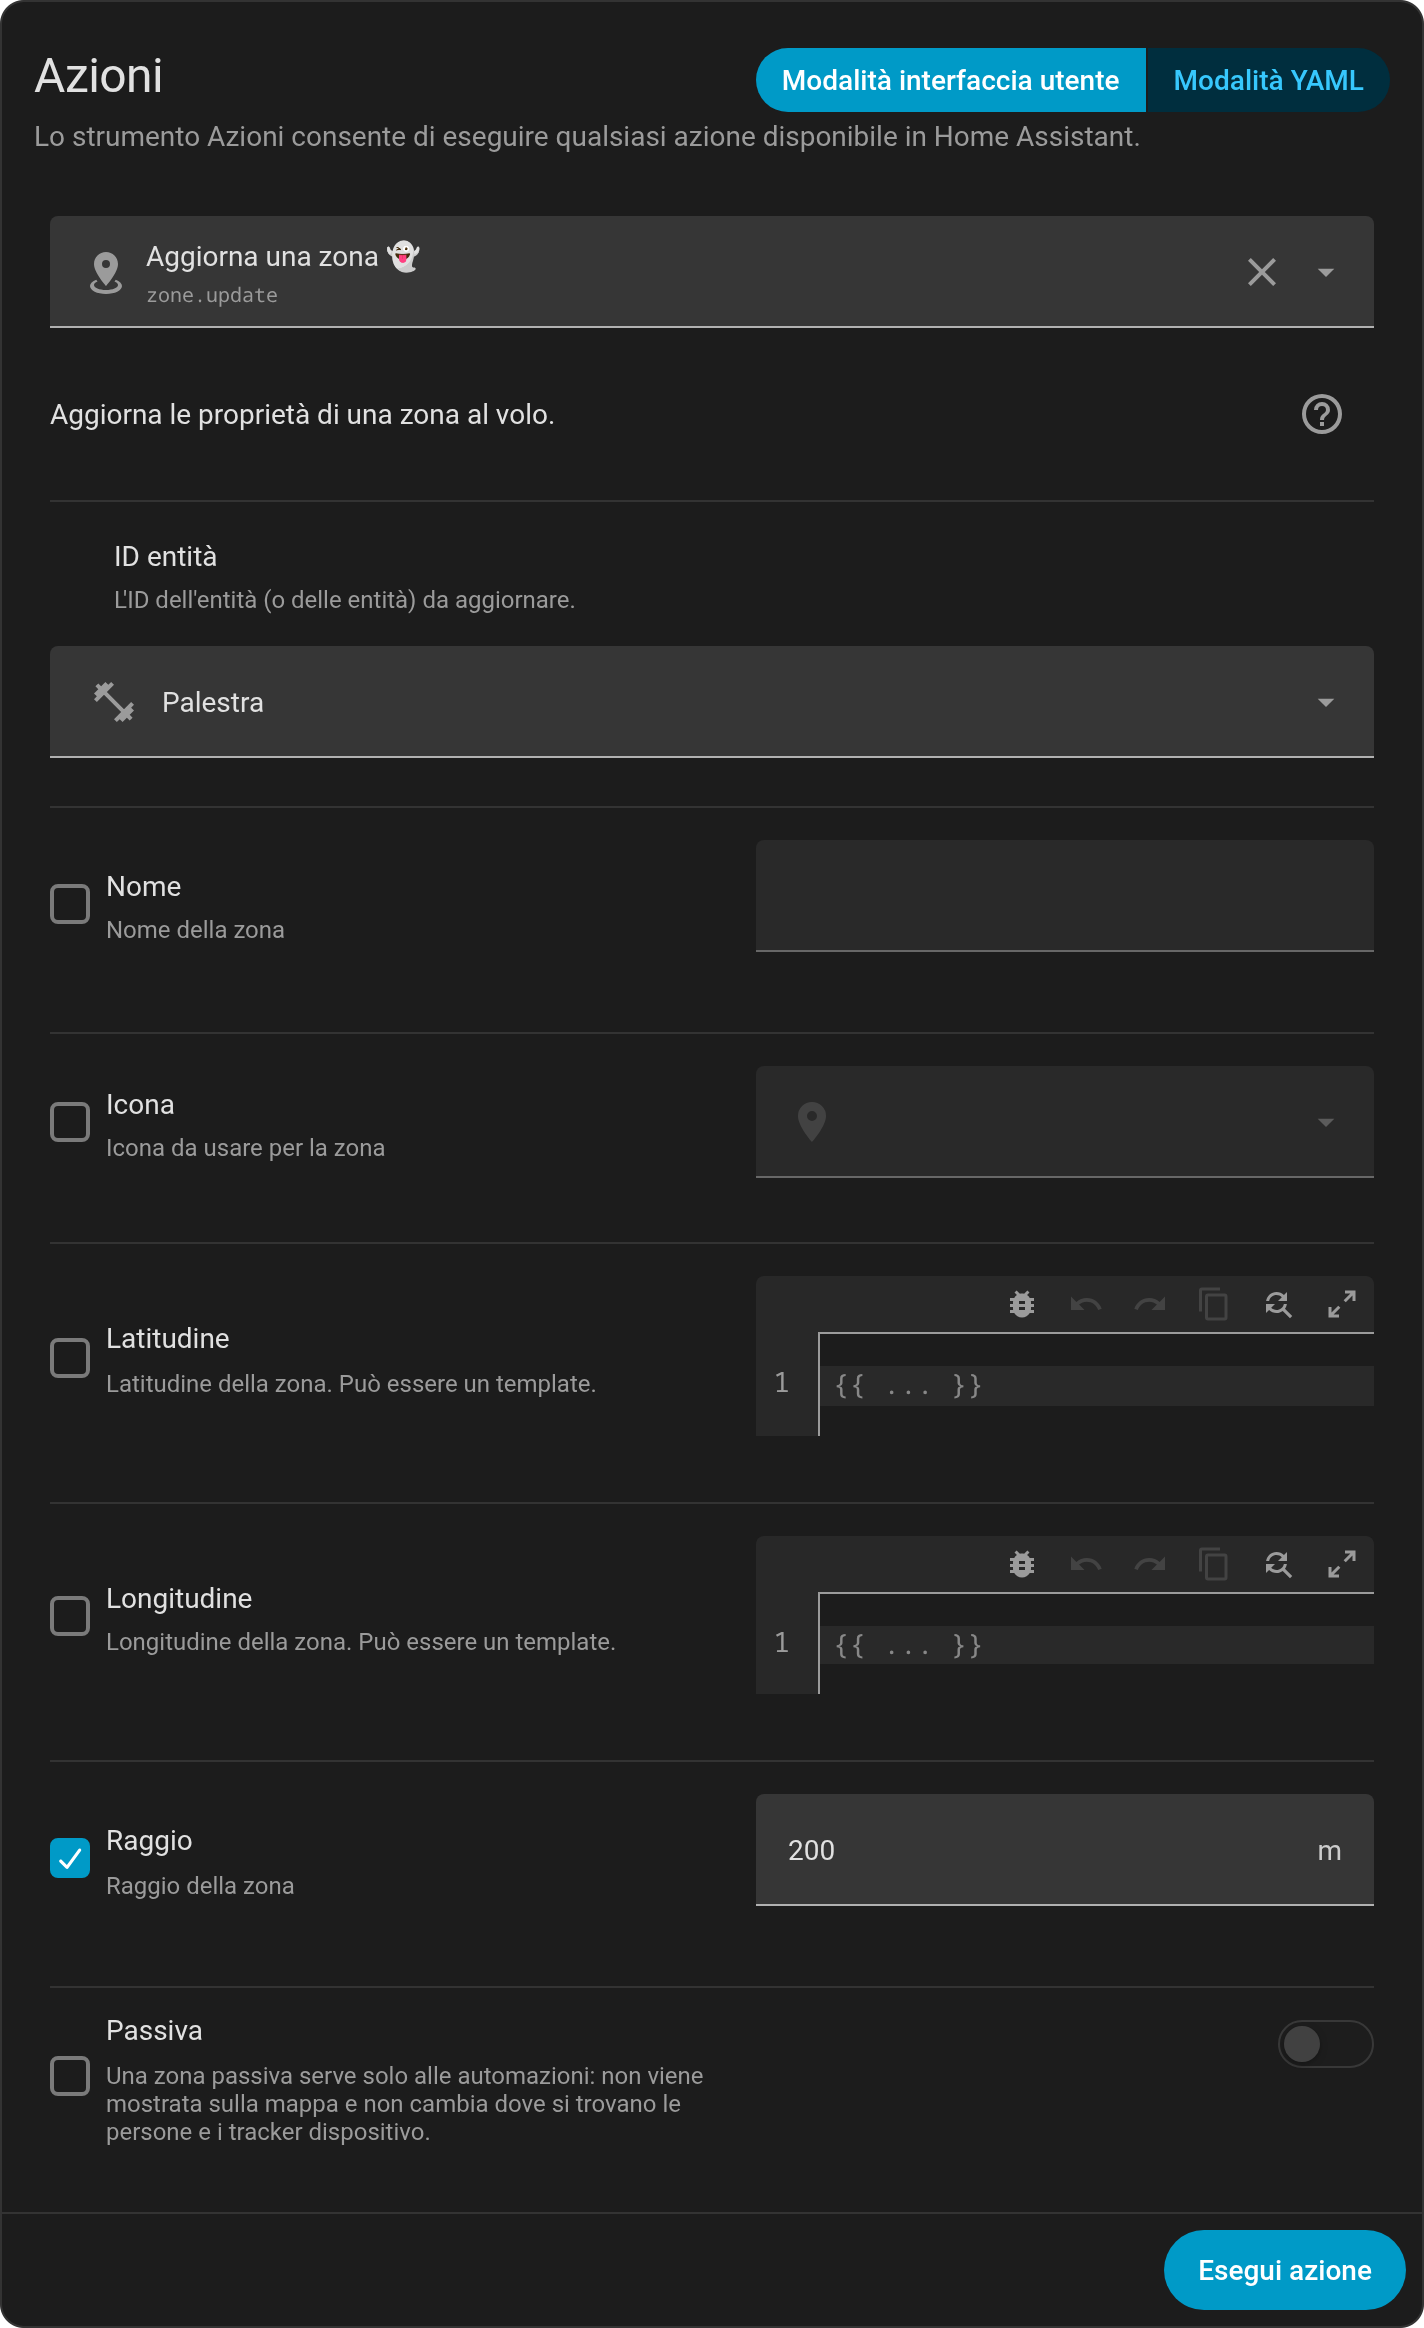 Azioni
Modalità interfaccia utente
Modalità YAML
Lo strumento Azioni consente di eseguire qualsiasi azione disponibile in Home Assistant.
Aggiorna una zona 👻
zone.update
Aggiorna le proprietà di una zona al volo.
ID entità
L'ID dell'entità (o delle entità) da aggiornare.
Palestra
Nome
Nome della zona
Icona
Icona da usare per la zona
Latitudine
Latitudine della zona. Può essere un template.
1
{{ ... }}
Longitudine
Longitudine della zona. Può essere un template.
1
{{ ... }}
Raggio
Raggio della zona
200
m
Passiva
Una zona passiva serve solo alle automazioni: non viene
mostrata sulla mappa e non cambia dove si trovano le
persone e i tracker dispositivo.
Esegui azione